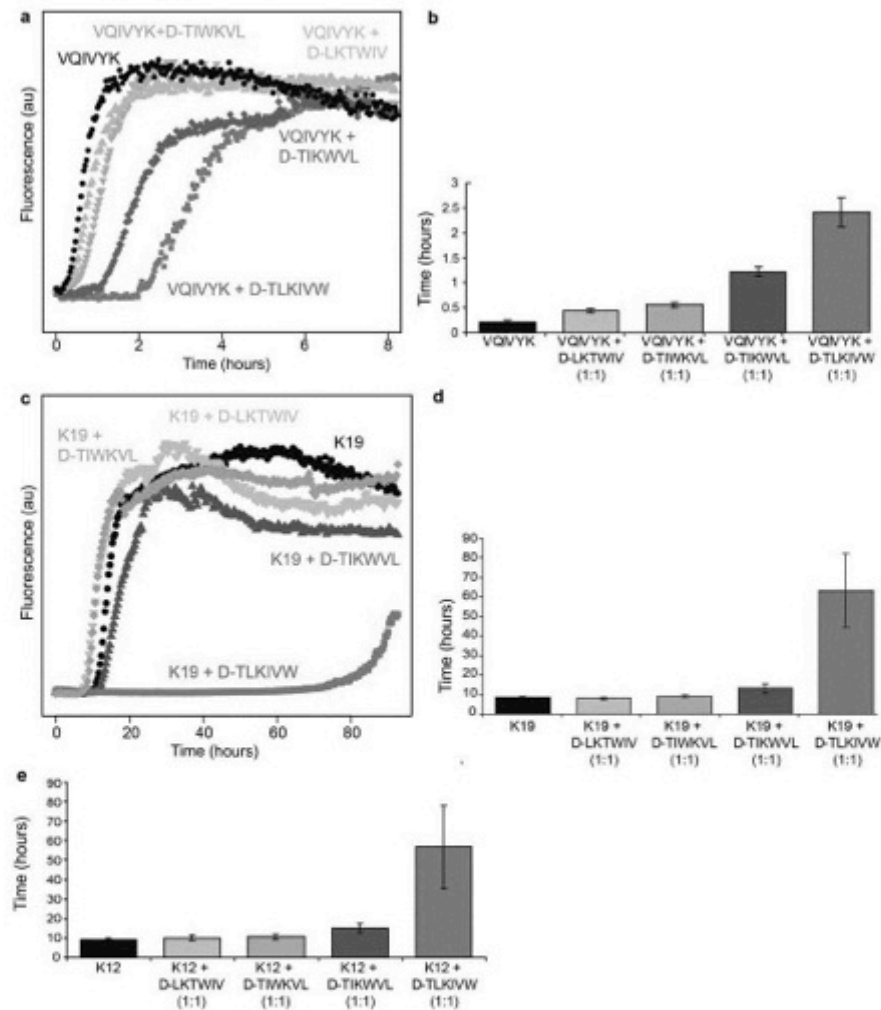 a
VQIVYK+D-TIWKVL
VQIVYK +
D-LKTWIV
VQIVYK
VQIVYK +
D-TIKWVL
VQIVYK + D-TLKIVW
Fluorescence (au)
0
2
4
6
8
Time (hours)
b
Time (hours)
3
2.5
2
1.5
1
0.5
0
VQIVYK
VQIVYK +
D-LKTWIV
(1:1)
VQIVYK +
D-TIWKVL
(1:1)
VQIVYK +
D-TIKWVL
(1:1)
VQIVYK +
D-TLKIVW
(1:1)
c
K19 + D-LKTWIV
K19 +
D-TIWKVL
K19
K19 + D-TIKWVL
K19 + D-TLKIVW
Fluorescence (au)
0
20
40
60
80
Time (hours)
d
Time (hours)
90
80
70
60
50
40
30
20
10
0
K19
K19 +
D-LKTWIV
(1:1)
K19 +
D-TIWKVL
(1:1)
K19 +
D-TIKWVL
(1:1)
K19 +
D-TLKIVW
(1:1)
e
Time (hours)
90
80
70
60
50
40
30
20
10
0
K12
K12 +
D-LKTWIV
(1:1)
K12 +
D-TIWKVL
(1:1)
K12 +
D-TIKWVL
(1:1)
K12 +
D-TLKIVW
(1:1)